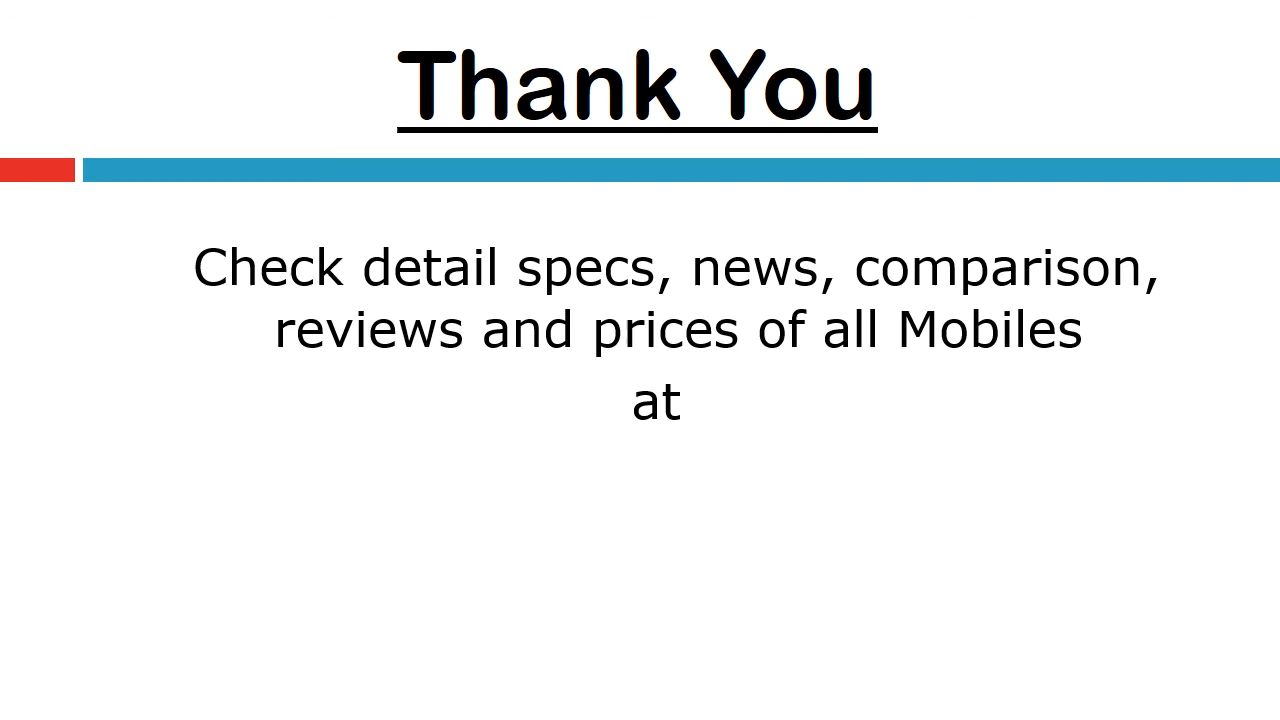 Thank You
Check detail specs, news, comparison,
reviews and prices of all Mobiles
at